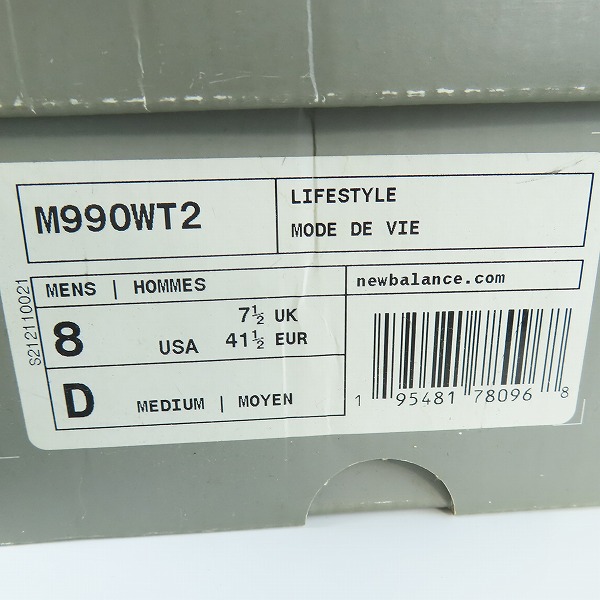 M990WT2
LIFESTYLE
MODE DE VIE
MENS | HOMMES
8 USA
7½ UK
41½ EUR
D MEDIUM | MOYEN
newbalance.com
1 95481 78096 8
S212110021